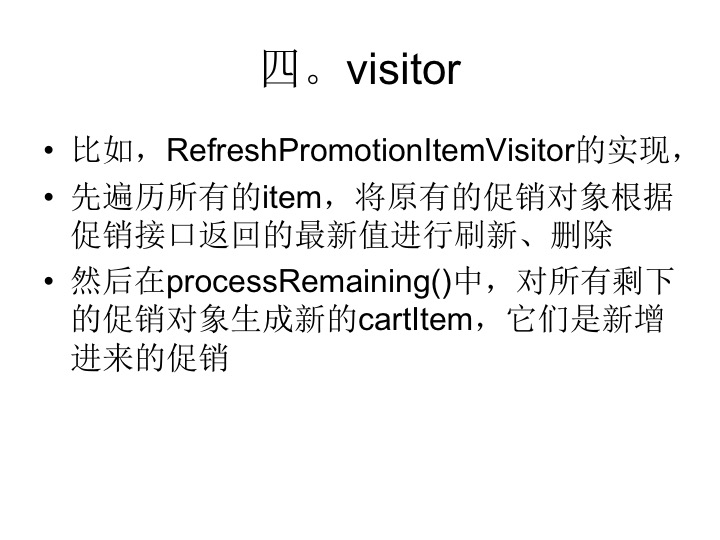 四。visitor
• 比如，RefreshPromotionItemVisitor的实现，
• 先遍历所有的item，将原有的促销对象根据
促销接口返回的最新值进行刷新、删除
• 然后在processRemaining()中，对所有剩下
的促销对象生成新的cartItem，它们是新增
进来的促销